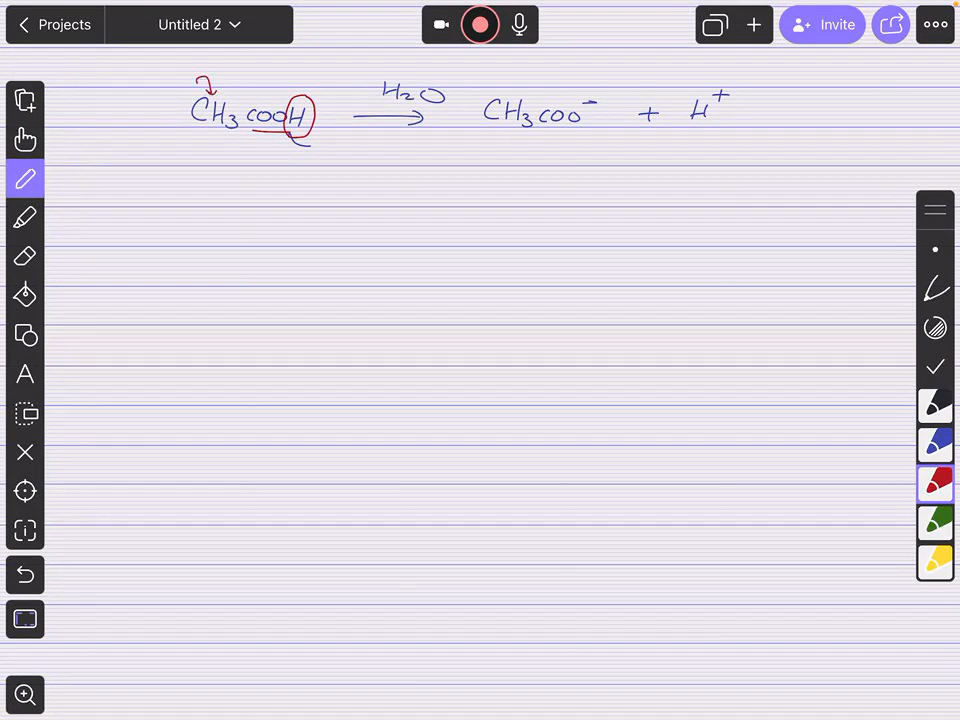 Projects
Untitled 2
Invite
H₂O
CH₃COOH ⟶ CH₃COO⁻ + H⁺